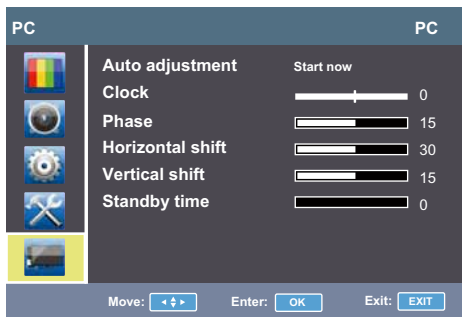 PC PC
Auto adjustment Start now
Clock 0
Phase 15
Horizontal shift 30
Vertical shift 15
Standby time 0
Move: Enter: OK Exit: EXIT